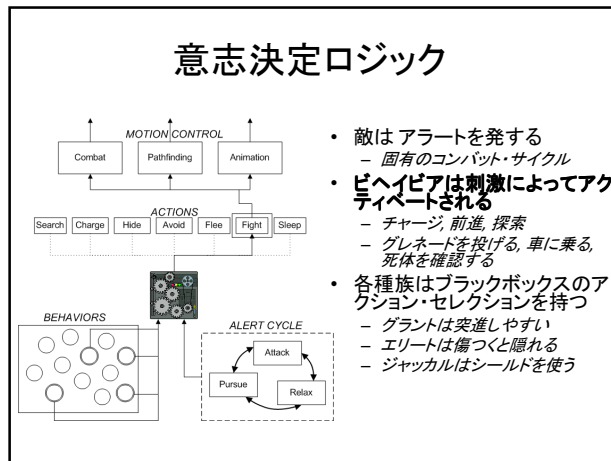 意志決定ロジック
MOTION CONTROL
Combat
Pathfinding
Animation
ACTIONS
Search
Charge
Hide
Avoid
Flee
Fight
Sleep
BEHAVIORS
ALERT CYCLE
Attack
Pursue
Relax
• 敵は アラートを発する
– 固有のコンバット・サイクル
• ビヘイビアは刺激によってアク
ティベートされる
– チャージ, 前進, 探索
– グレネードを投げる, 車に乗る,
死体を確認する
• 各種族はブラックボックスのア
クション・セレクションを持つ
– グラントは突進しやすい
– エリートは傷つくと隠れる
– ジャッカルはシールドを使う